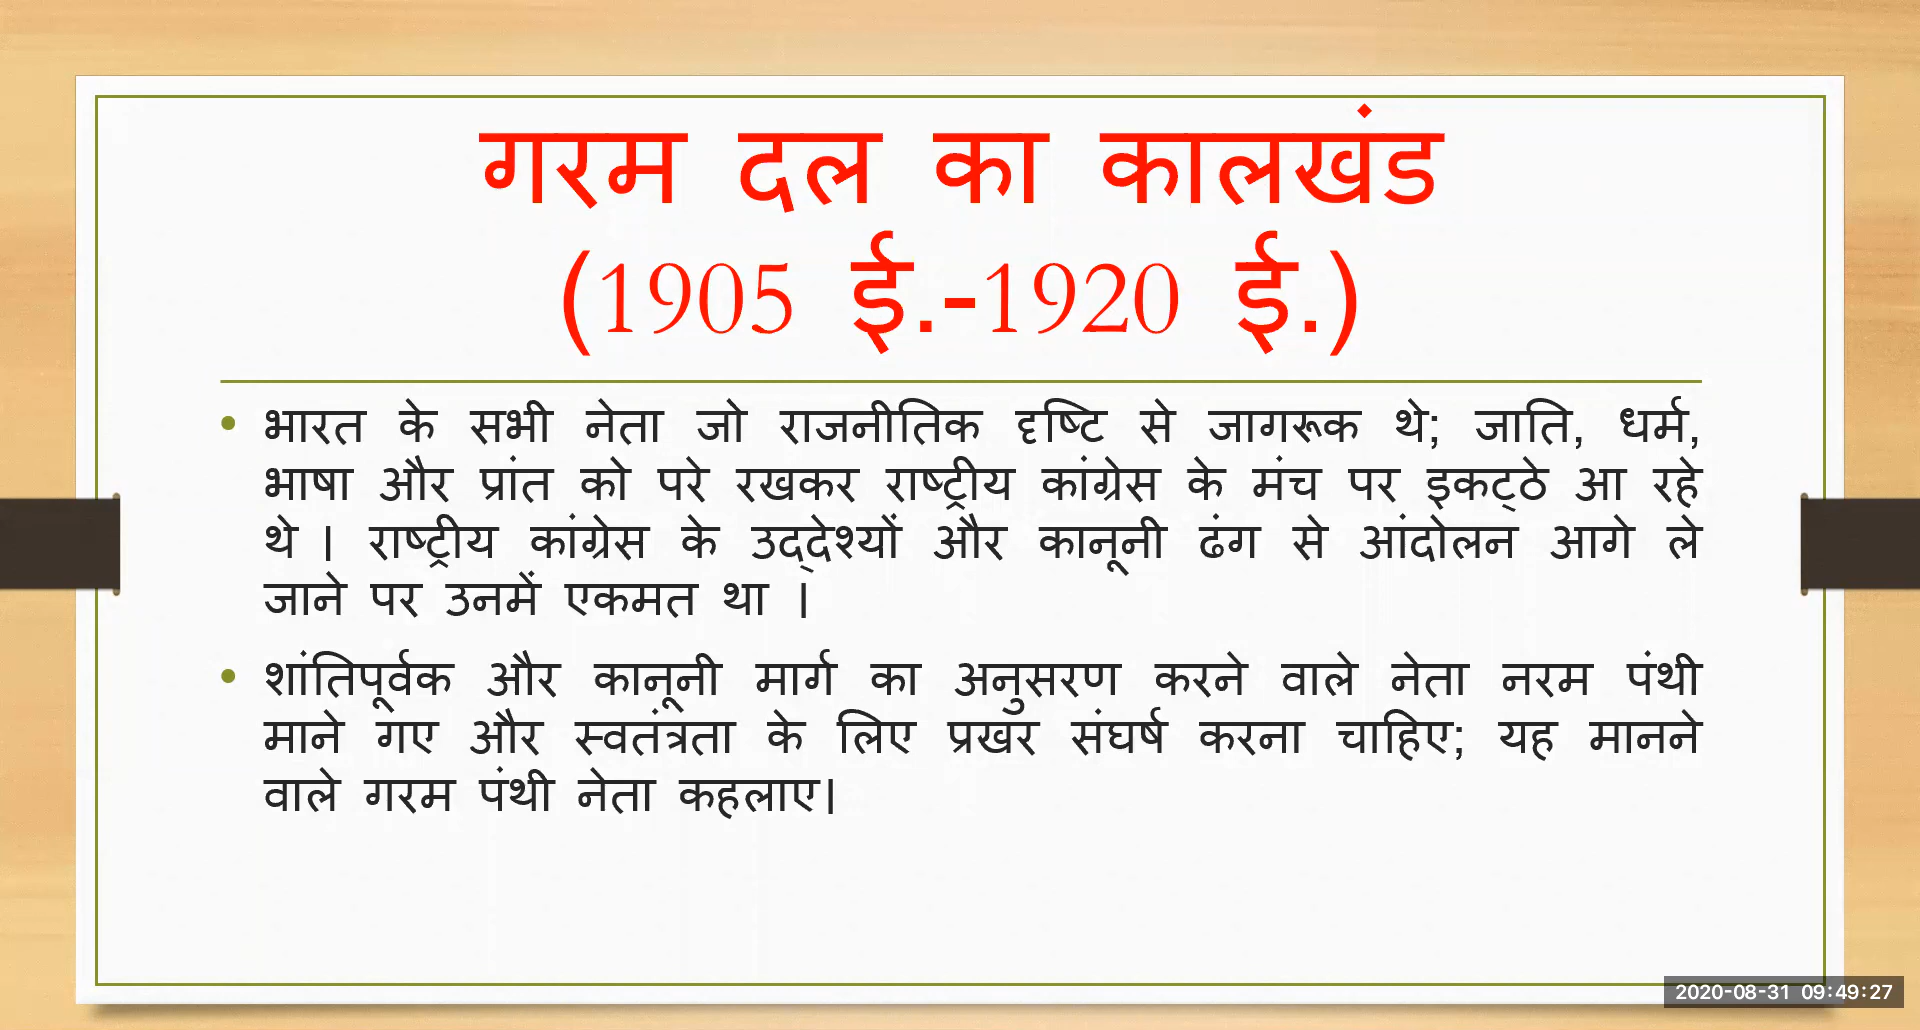 गरम दल का कालखंड
(1905 ई.-1920 ई.)
• भारत के सभी नेता जो राजनीतिक दृष्टि से जागरूक थे; जाति, धर्म,
भाषा और प्रांत को परे रखकर राष्ट्रीय कांग्रेस के मंच पर इकट्ठे आ रहे
थे । राष्ट्रीय कांग्रेस के उद्देश्यों और कानूनी ढंग से आंदोलन आगे ले
जाने पर उनमें एकमत था ।
• शांतिपूर्वक और कानूनी मार्ग का अनुसरण करने वाले नेता नरम पंथी
माने गए और स्वतंत्रता के लिए प्रखर संघर्ष करना चाहिए; यह मानने
वाले गरम पंथी नेता कहलाए।
2020-08-31 09:49:27